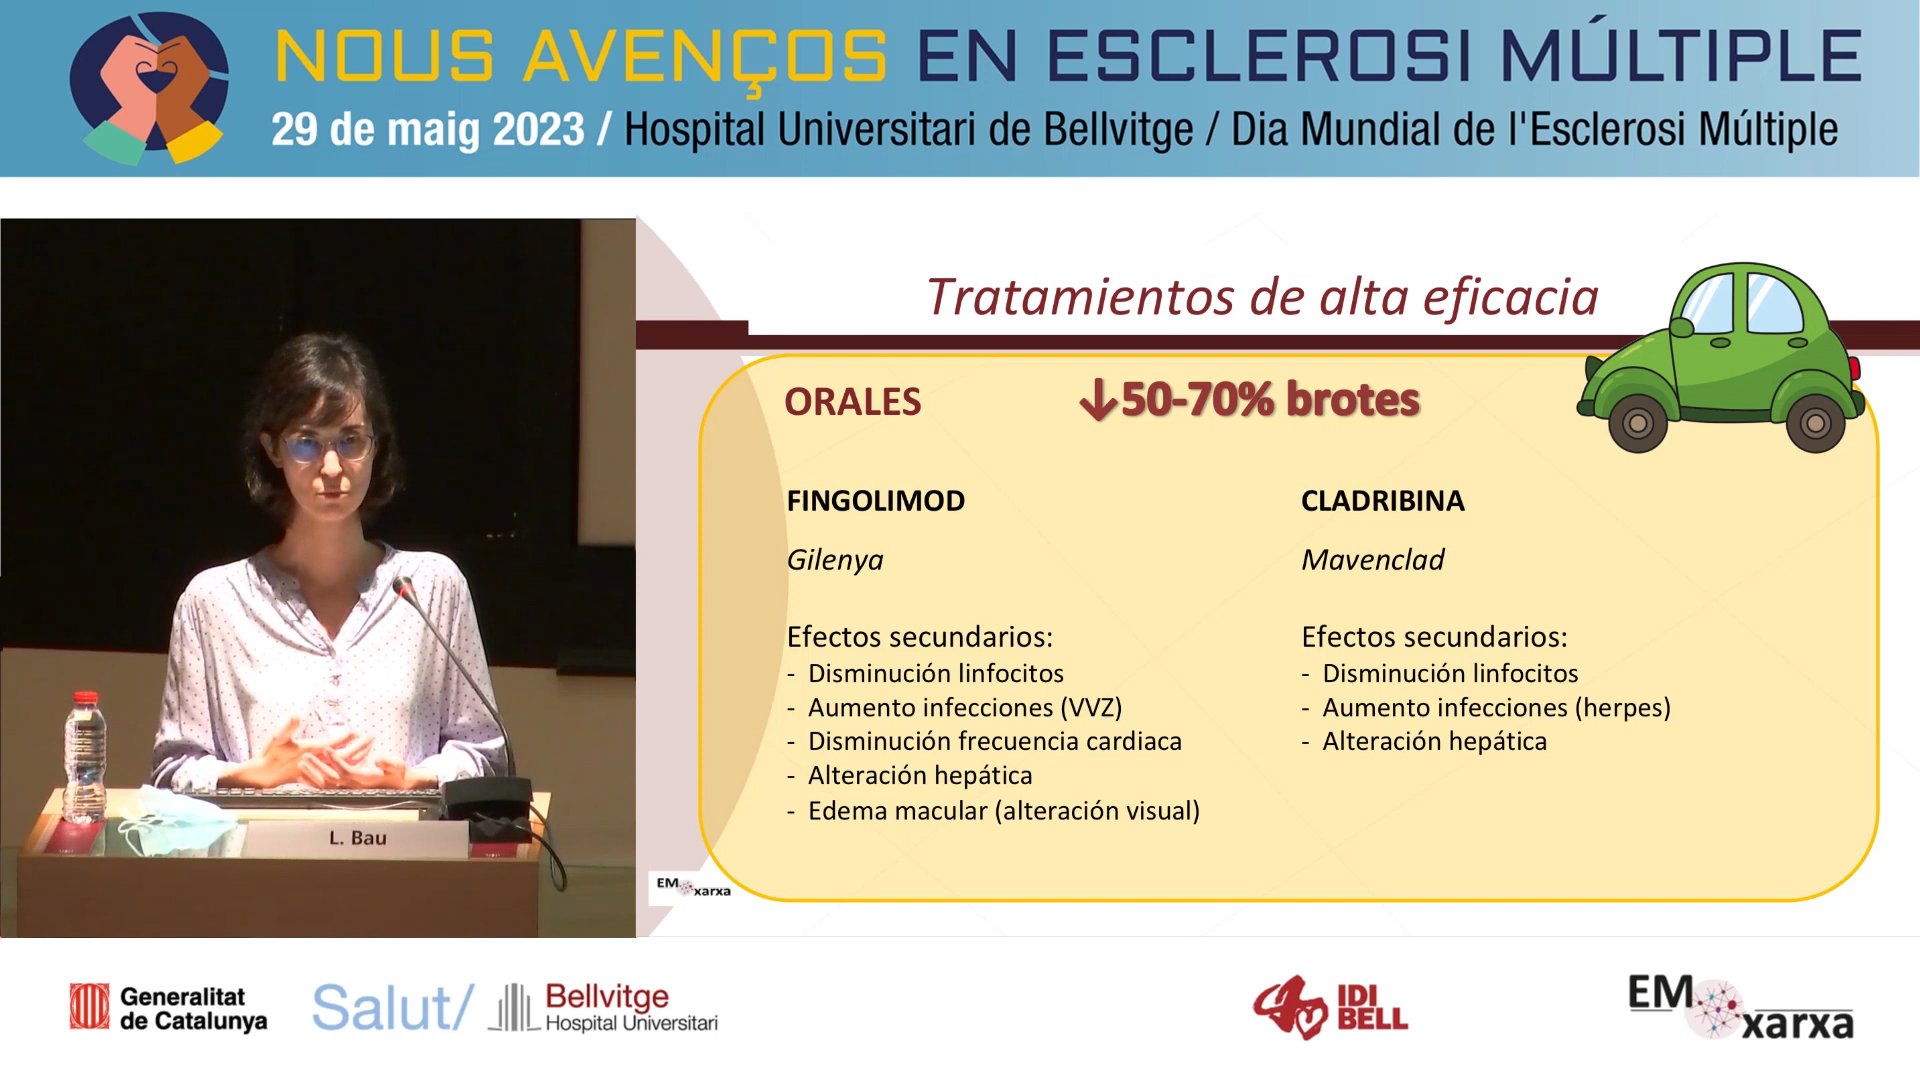 NOUS AVENÇOS EN ESCLEROSI MÚLTIPLE
29 de maig 2023 / Hospital Universitari de Bellvitge / Dia Mundial de l'Esclerosi Múltiple
Tratamientos de alta eficacia
ORALES
↓50-70% brotes
FINGOLIMOD
Gilenya
Efectos secundarios:
- Disminución linfocitos
- Aumento infecciones (VVZ)
- Disminución frecuencia cardiaca
- Alteración hepática
- Edema macular (alteración visual)
CLADRIBINA
Mavenclad
Efectos secundarios:
- Disminución linfocitos
- Aumento infecciones (herpes)
- Alteración hepática
L. Bau
EM
xarxa
Generalitat
de Catalunya
Salut/
Bellvitge
Hospital Universitari
IDI
BELL
EM
xarxa